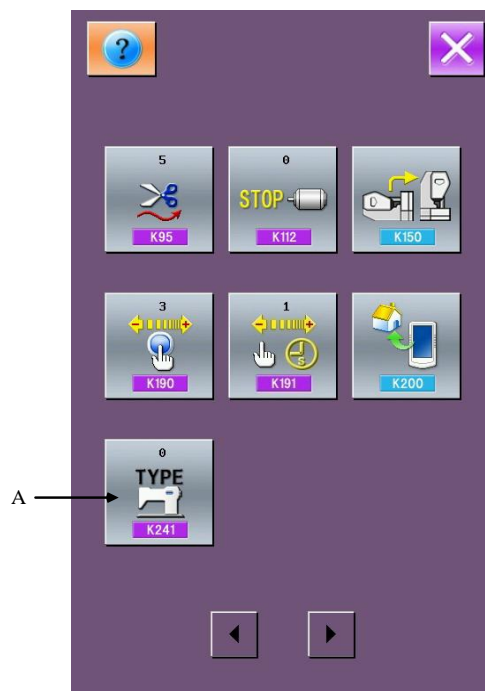 ?
5
K95
0
STOP
K112
K150
- +
3
K190
- +
1
S
K191
K200
A
0
TYPE
K241